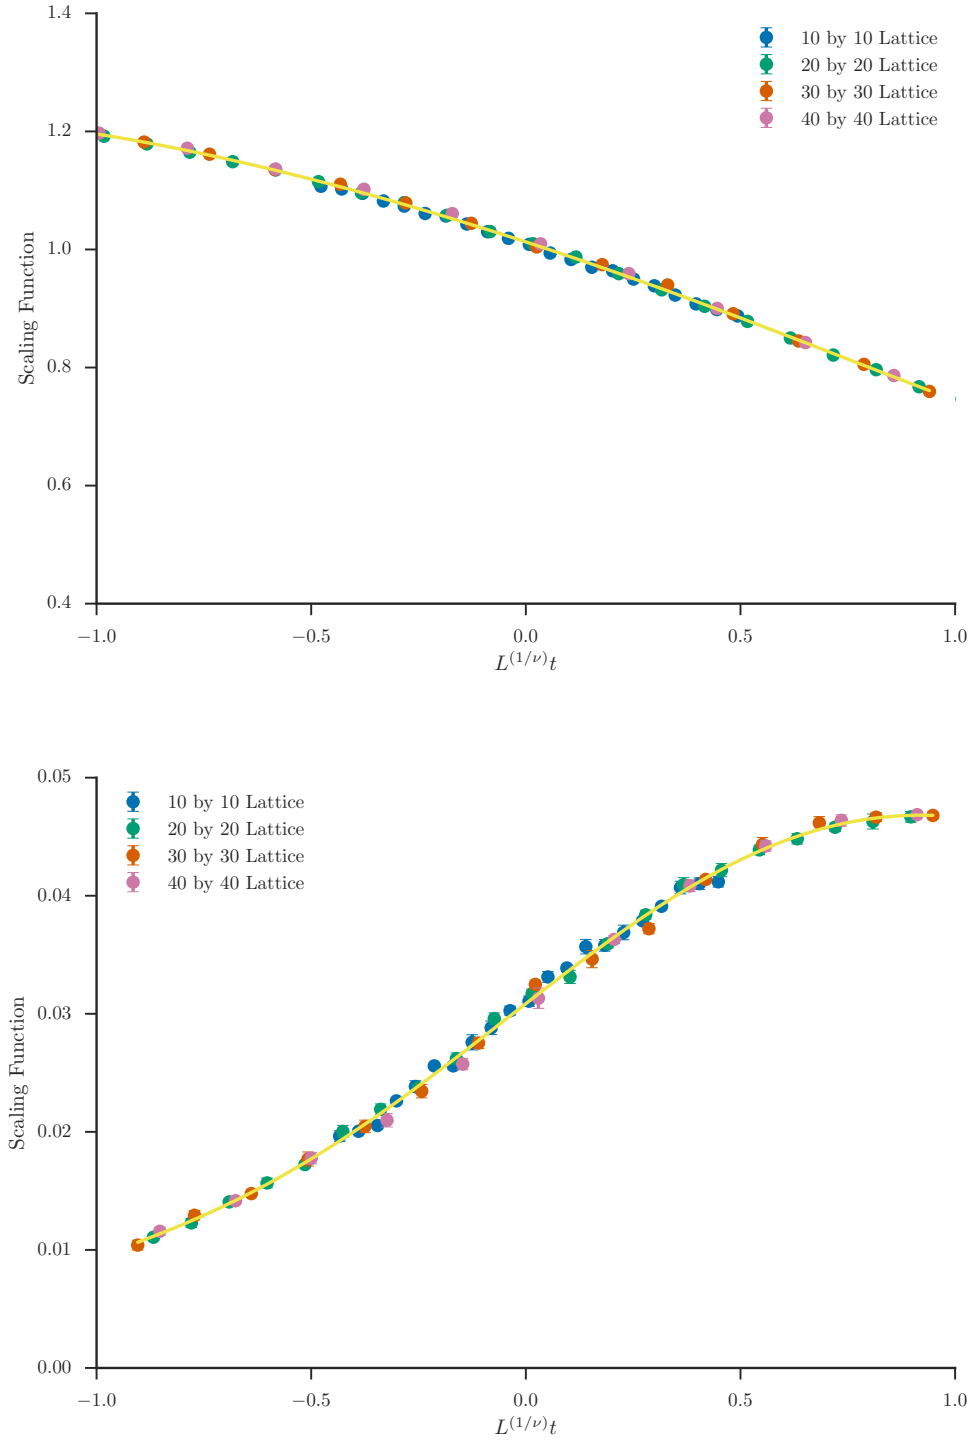 1.4
1.2
1.0
0.8
0.6
0.4
Scaling Function
10 by 10 Lattice
20 by 20 Lattice
30 by 30 Lattice
40 by 40 Lattice
−1.0 −0.5 0.0 0.5 1.0
L^(1/ν)t
0.05
0.04
0.03
0.02
0.01
0.00
Scaling Function
10 by 10 Lattice
20 by 20 Lattice
30 by 30 Lattice
40 by 40 Lattice
−1.0 −0.5 0.0 0.5 1.0
L^(1/ν)t